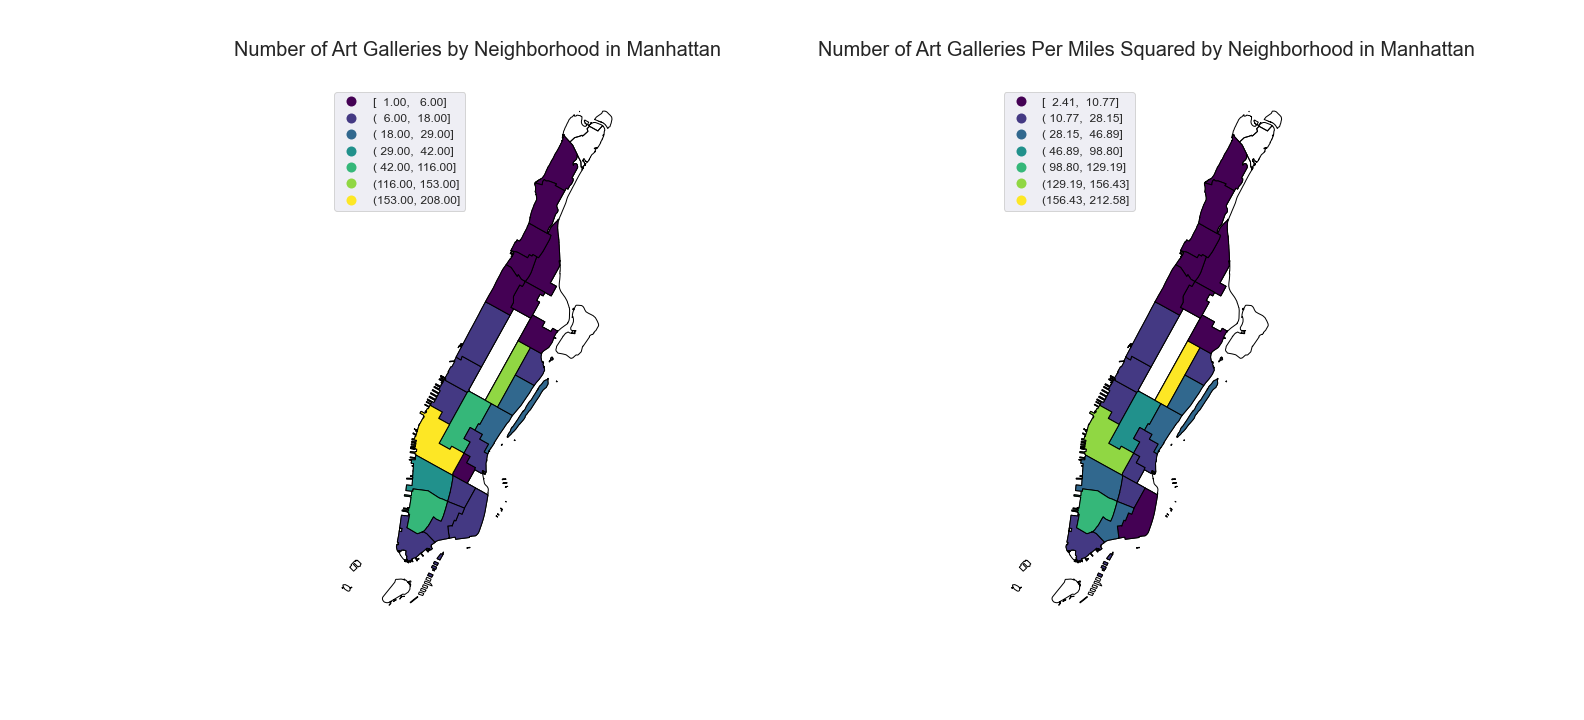 Number of Art Galleries by Neighborhood in Manhattan
[  1.00,   6.00]
(  6.00,  18.00]
( 18.00,  29.00]
( 29.00,  42.00]
( 42.00, 116.00]
(116.00, 153.00]
(153.00, 208.00]
Number of Art Galleries Per Miles Squared by Neighborhood in Manhattan
[  2.41,  10.77]
( 10.77,  28.15]
( 28.15,  46.89]
( 46.89,  98.80]
( 98.80, 129.19]
(129.19, 156.43]
(156.43, 212.58]